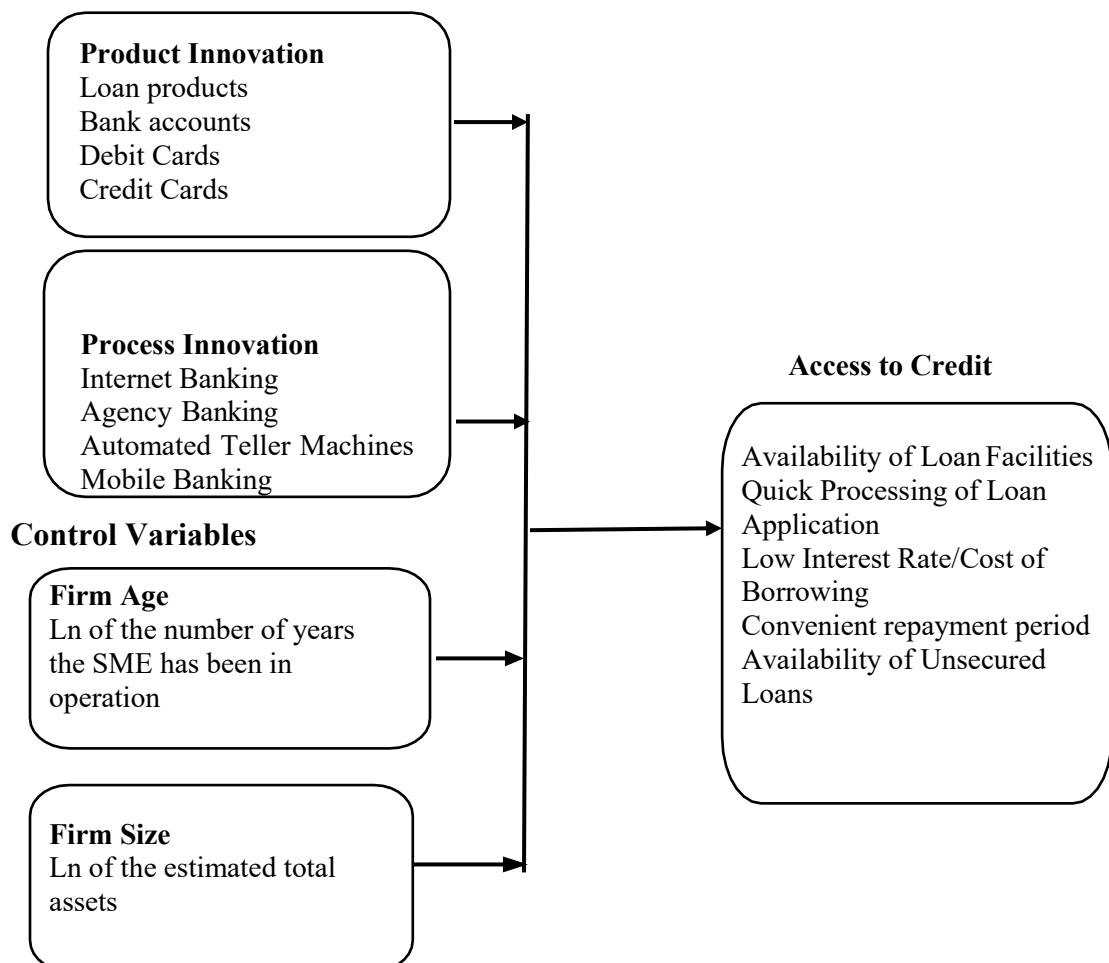 Product Innovation
Loan products
Bank accounts
Debit Cards
Credit Cards
Process Innovation
Internet Banking
Agency Banking
Automated Teller Machines
Mobile Banking
Control Variables
Firm Age
Ln of the number of years
the SME has been in
operation
Firm Size
Ln of the estimated total
assets
Access to Credit
Availability of Loan Facilities
Quick Processing of Loan
Application
Low Interest Rate/Cost of
Borrowing
Convenient repayment period
Availability of Unsecured
Loans